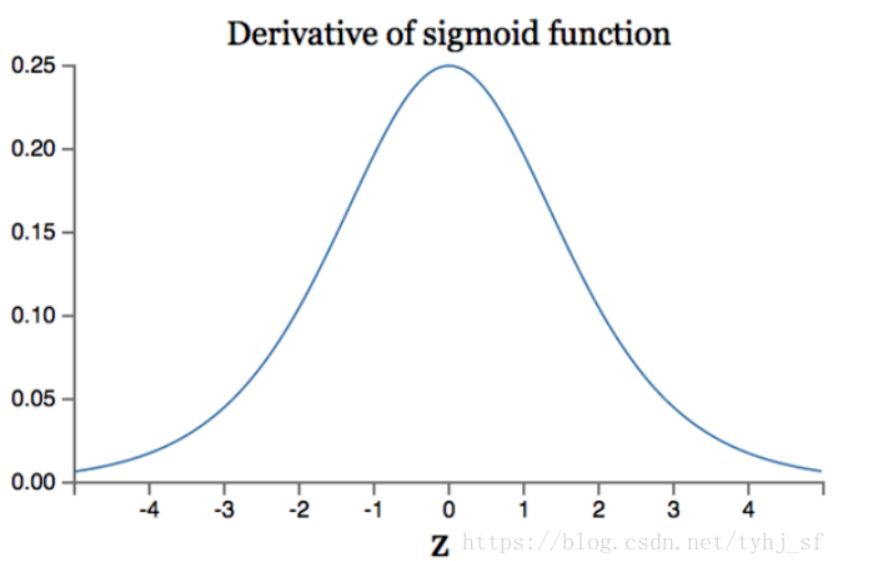 Derivative of sigmoid function
0.25
0.20
0.15
0.10
0.05
0.00
-4 -3 -2 -1 0 1 2 3 4
Z https://blog.csdn.net/tyhj_sf